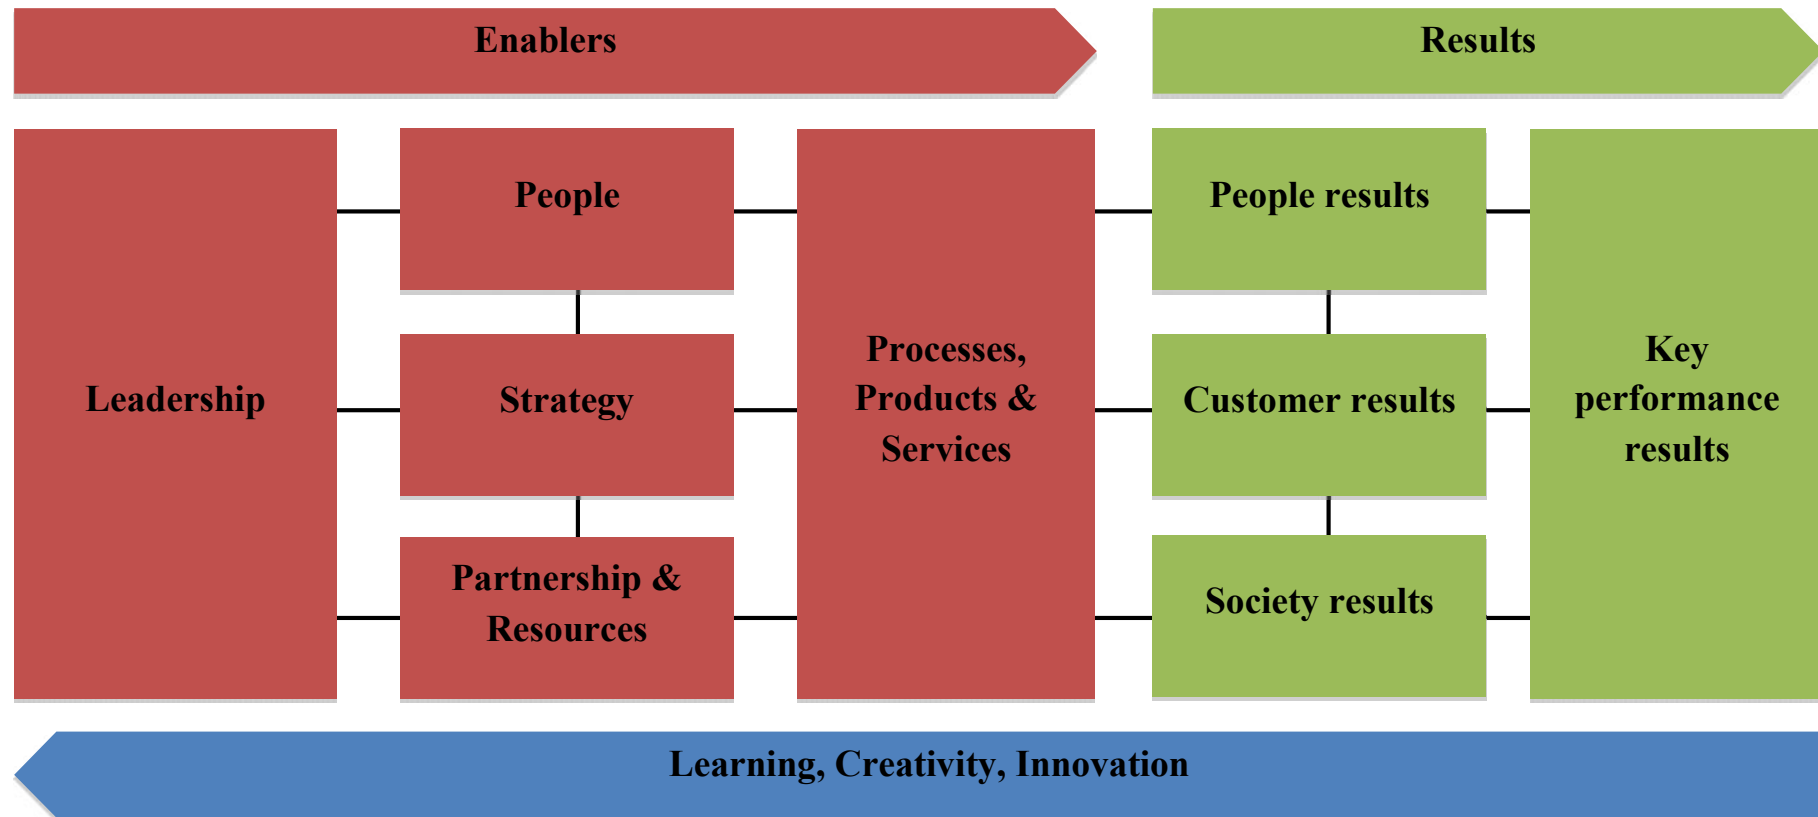 Enablers
Results
Leadership
People
Strategy
Partnership &
Resources
Processes,
Products &
Services
People results
Customer results
Society results
Key
performance
results
Learning, Creativity, Innovation